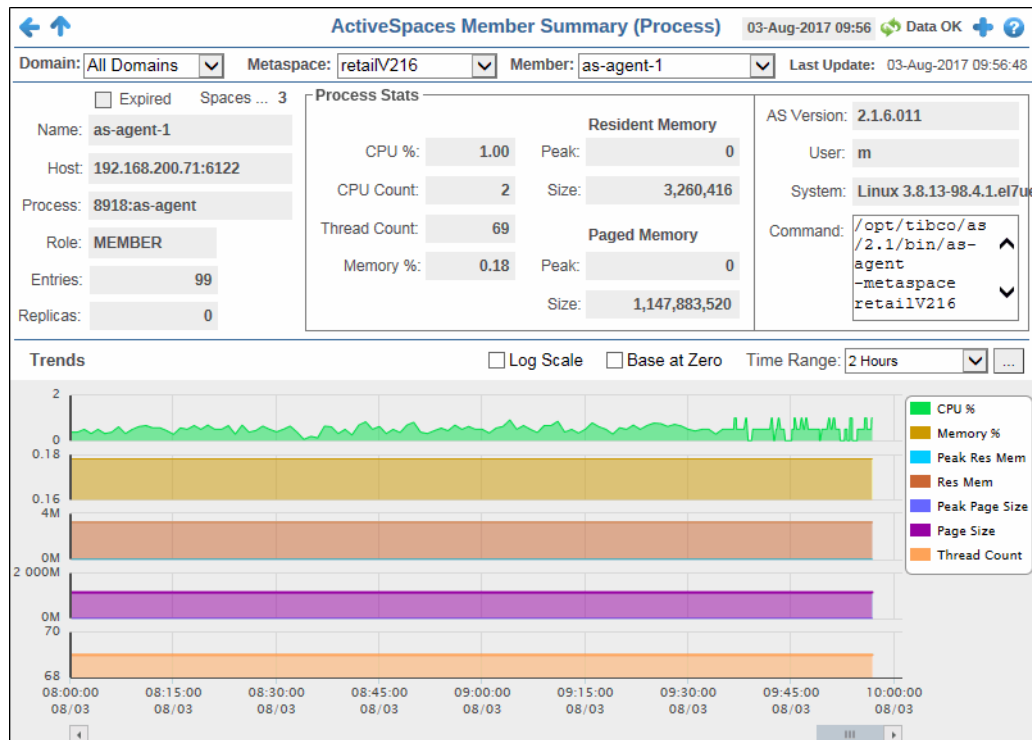 ActiveSpaces Member Summary (Process) 03-Aug-2017 09:56 Data OK
Domain: All Domains Metaspace: retailV216 Member: as-agent-1 Last Update: 03-Aug-2017 09:56:48
Expired Spaces ... 3
Name: as-agent-1
Host: 192.168.200.71:6122
Process: 8918:as-agent
Role: MEMBER
Entries: 99
Replicas: 0
Process Stats
Resident Memory
CPU %: 1.00 Peak: 0
CPU Count: 2 Size: 3,260,416
Thread Count: 69 Paged Memory
Memory %: 0.18 Peak: 0
Size: 1,147,883,520
AS Version: 2.1.6.011
User: m
System: Linux 3.8.13-98.4.1.el7ue
Command: /opt/tibco/as
/2.1/bin/as-
agent
-metaspace
retailV216
Trends Log Scale Base at Zero Time Range: 2 Hours ...
2
0
0.18
0.16
4M
0M
2 000M
0M
70
68
08:00:00 08:15:00 08:30:00 08:45:00 09:00:00 09:15:00 09:30:00 09:45:00 10:00:00
08/03 08/03 08/03 08/03 08/03 08/03 08/03 08/03 08/03
CPU %
Memory %
Peak Res Mem
Res Mem
Peak Page Size
Page Size
Thread Count